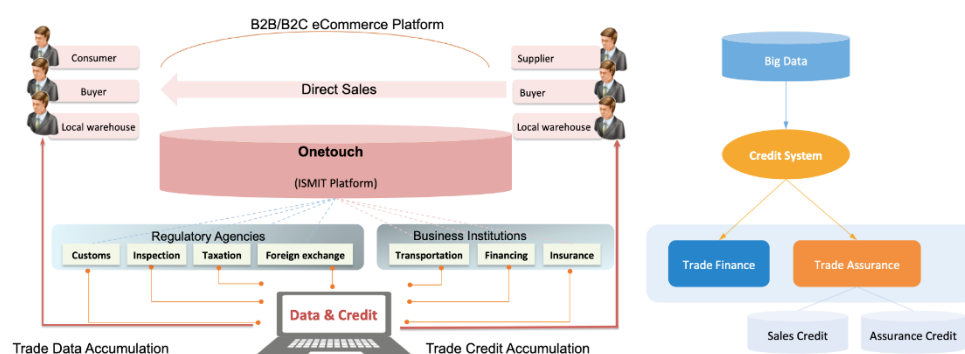 B2B/B2C eCommerce Platform
Consumer
Buyer
Local warehouse
Direct Sales
Supplier
Buyer
Local warehouse
Onetouch
(ISMIT Platform)
Regulatory Agencies
Customs
Inspection
Taxation
Foreign exchange
Business Institutions
Transportation
Financing
Insurance
Data & Credit
Trade Data Accumulation
Trade Credit Accumulation
Big Data
Credit System
Trade Finance
Trade Assurance
Sales Credit
Assurance Credit